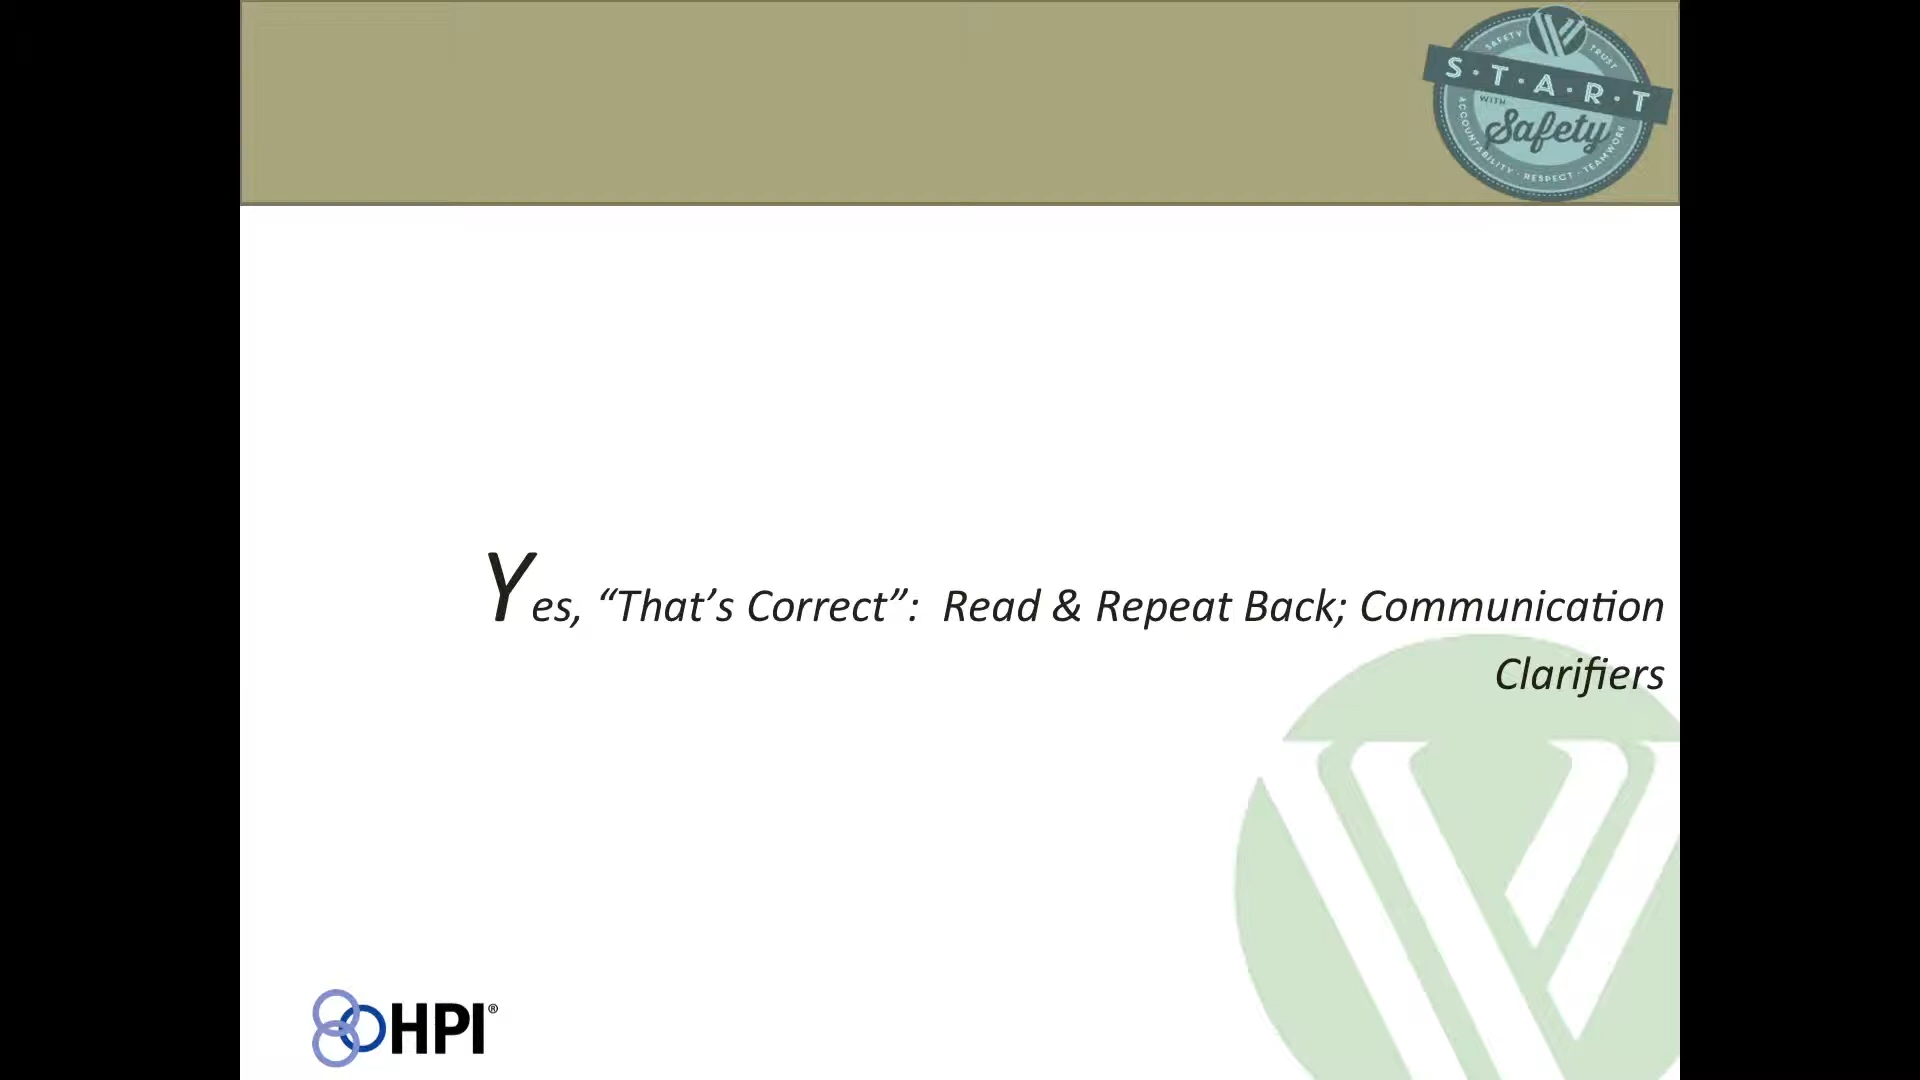 SAFETY TRUST
S·T·A·R·T
WITH
Safety
ACCOUNTABILITY · RESPECT · TEAMWORK
Yes, “That’s Correct”: Read & Repeat Back; Communication
Clarifiers
HPI®